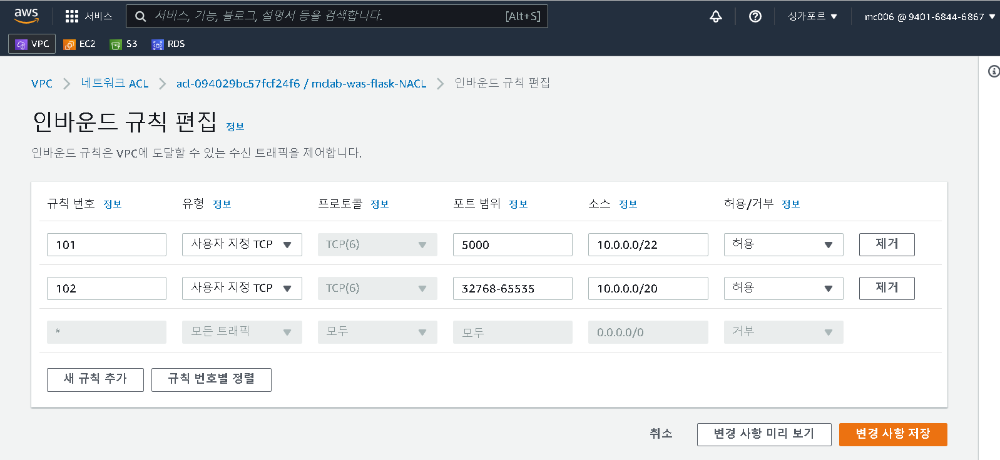 aws 서비스 서비스, 기능, 블로그, 설명서 등을 검색합니다. [Alt+S] 싱가포르 ▼ mc006 @ 9401-6844-6867 ▼
VPC EC2 S3 RDS
VPC > 네트워크 ACL > acl-094029bc57fcf24f6 / mclab-was-flask-NACL > 인바운드 규칙 편집
인바운드 규칙 편집 정보
인바운드 규칙은 VPC에 도달할 수 있는 수신 트래픽을 제어합니다.
규칙 번호 정보 유형 정보 프로토콜 정보 포트 범위 정보 소스 정보 허용/거부 정보
101 사용자 지정 TCP TCP(6) 5000 10.0.0.0/22 허용 제거
102 사용자 지정 TCP TCP(6) 32768-65535 10.0.0.0/20 허용 제거
* 모든 트래픽 모두 모두 0.0.0.0/0 거부
새 규칙 추가 규칙 번호별 정렬
취소 변경 사항 미리 보기 변경 사항 저장